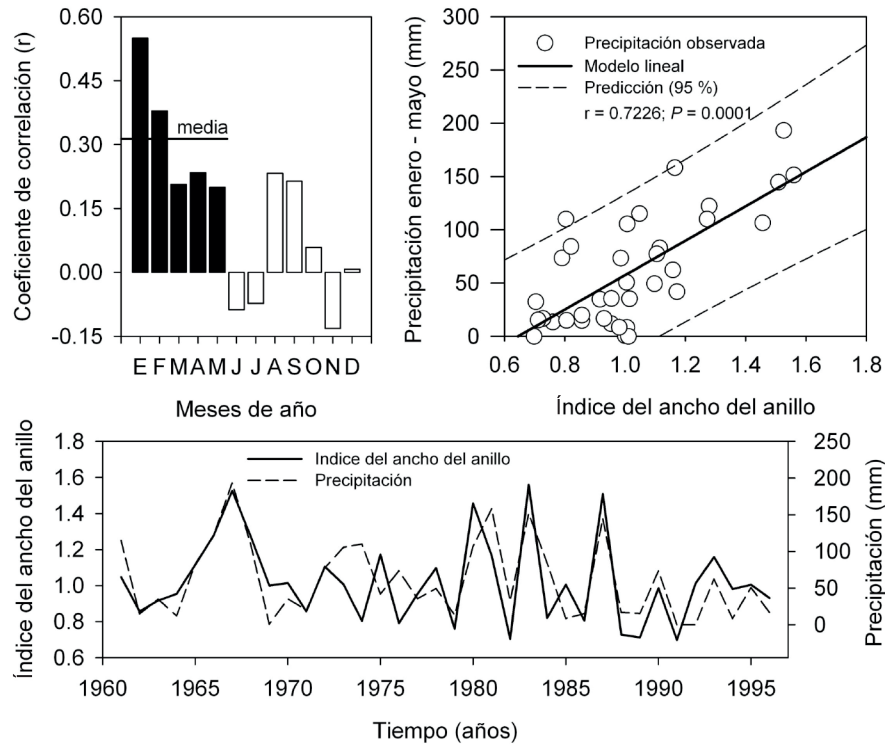 0.60
0.45
0.30
0.15
0.00
-0.15
Coeficiente de correlación (r)
media
E F M A M J J A S O N D
Meses de año
300
250
200
150
100
50
0
Precipitación enero - mayo (mm)
Precipitación observada
Modelo lineal
Predicción (95 %)
r = 0.7226; P = 0.0001
0.6 0.8 1.0 1.2 1.4 1.6 1.8
Índice del ancho del anillo
1.8
1.6
1.4
1.2
1.0
0.8
0.6
Índice del ancho del anillo
Indice del ancho del anillo
Precipitación
250
200
150
100
50
0
Precipitación (mm)
1960 1965 1970 1975 1980 1985 1990 1995
Tiempo (años)